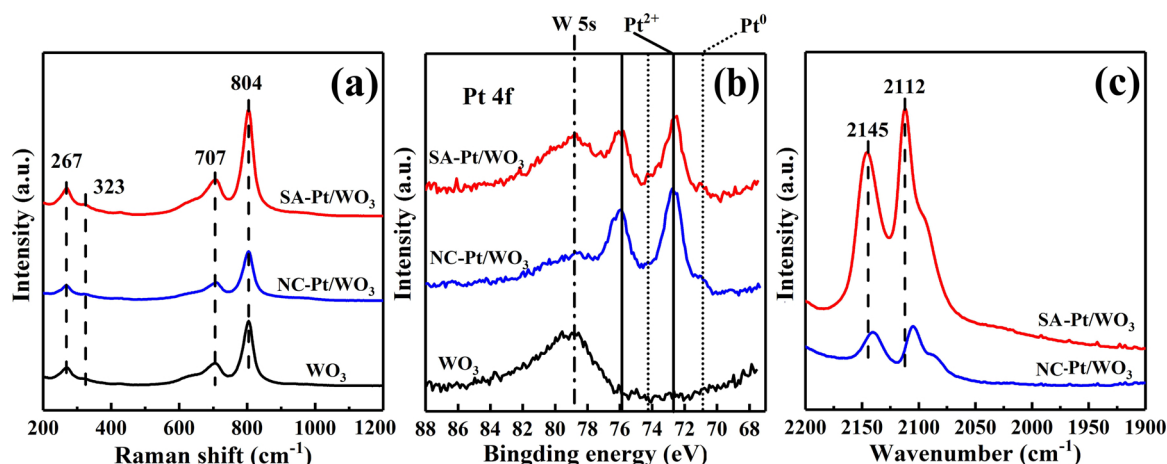 (a)
804
707
267
323
SA-Pt/WO3
NC-Pt/WO3
WO3
Intensity (a.u.)
200 400 600 800 1000 1200
Raman shift (cm-1)
W 5s Pt2+ Pt0
(b)
Pt 4f
SA-Pt/WO3
NC-Pt/WO3
WO3
Intensity (a.u.)
88 86 84 82 80 78 76 74 72 70 68
Bingding energy (eV)
(c)
2112
2145
SA-Pt/WO3
NC-Pt/WO3
Intensity (a.u.)
2200 2150 2100 2050 2000 1950 1900
Wavenumber (cm-1)